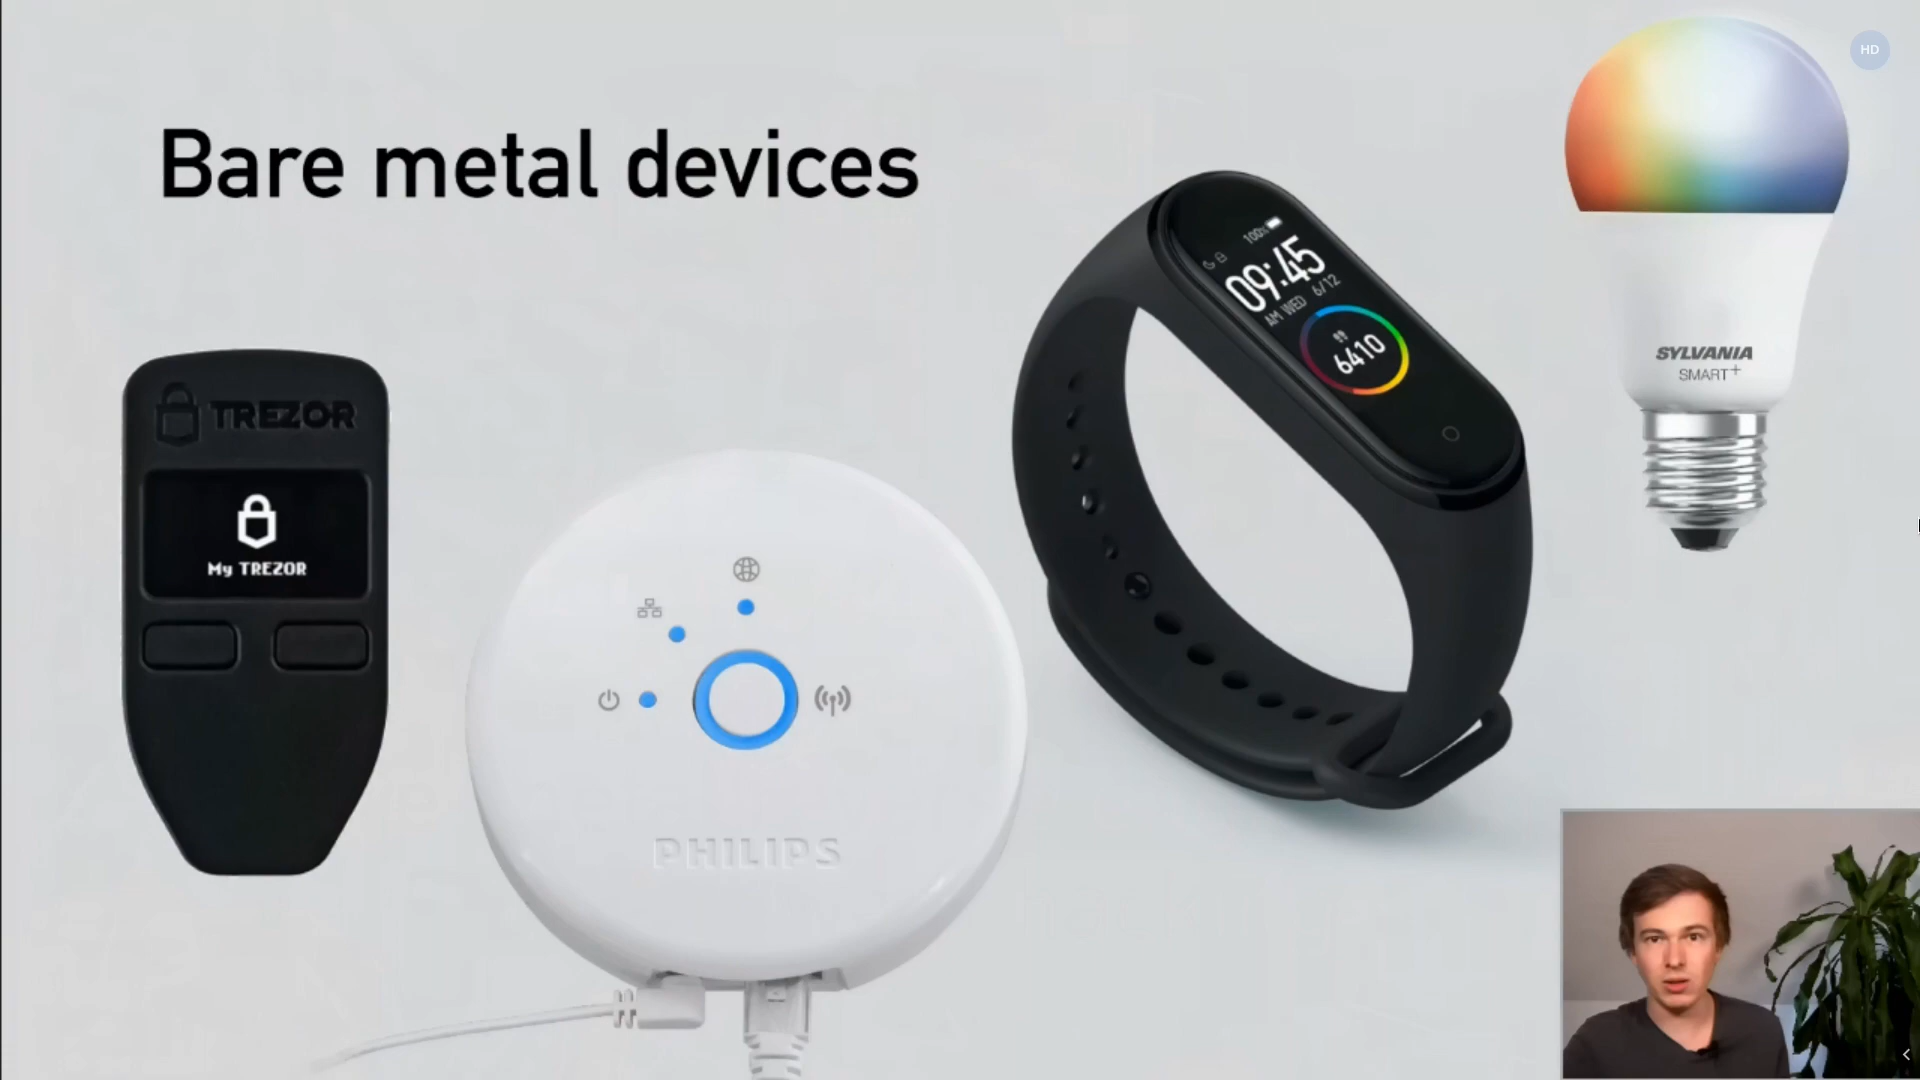 HD
Bare metal devices
100%
09:45
AM WED 6/12
6410
SYLVANIA
SMART+
TREZOR
My TREZOR
PHILIPS